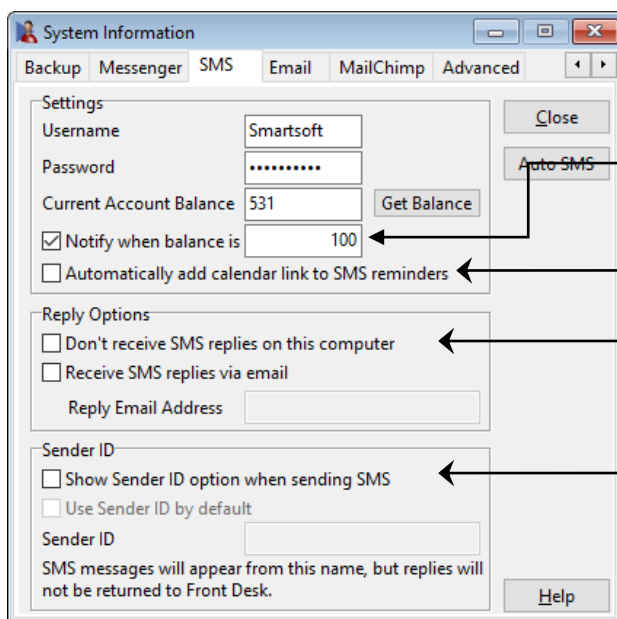 System Information
Backup Messenger SMS Email MailChimp Advanced
Settings
Close
Username Smartsoft
Password ••••••••••
Auto SMS
Current Account Balance 531 Get Balance
Notify when balance is 100
Automatically add calendar link to SMS reminders
Reply Options
Don't receive SMS replies on this computer
Receive SMS replies via email
Reply Email Address
Sender ID
Show Sender ID option when sending SMS
Use Sender ID by default
Sender ID
SMS messages will appear from this name, but replies will
not be returned to Front Desk.
Help